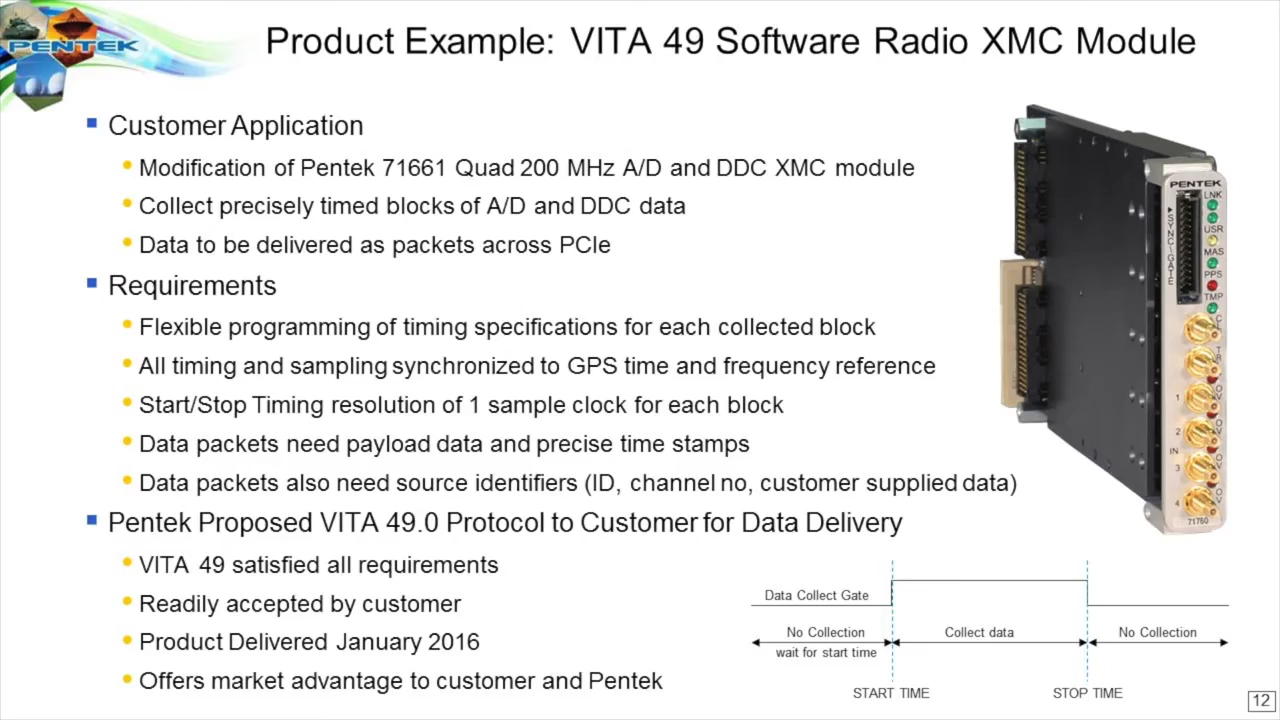 PENTEK
Product Example: VITA 49 Software Radio XMC Module
Customer Application
Modification of Pentek 71661 Quad 200 MHz A/D and DDC XMC module
Collect precisely timed blocks of A/D and DDC data
Data to be delivered as packets across PCIe
Requirements
Flexible programming of timing specifications for each collected block
All timing and sampling synchronized to GPS time and frequency reference
Start/Stop Timing resolution of 1 sample clock for each block
Data packets need payload data and precise time stamps
Data packets also need source identifiers (ID, channel no, customer supplied data)
Pentek Proposed VITA 49.0 Protocol to Customer for Data Delivery
VITA 49 satisfied all requirements
Readily accepted by customer
Product Delivered January 2016
Offers market advantage to customer and Pentek
PENTEK
LNK
USR
MAS
PPS
TMP
SYNC/GATE
1
2
IN
3
4
71760
Data Collect Gate
No Collection
wait for start time
Collect data
No Collection
START TIME
STOP TIME
12